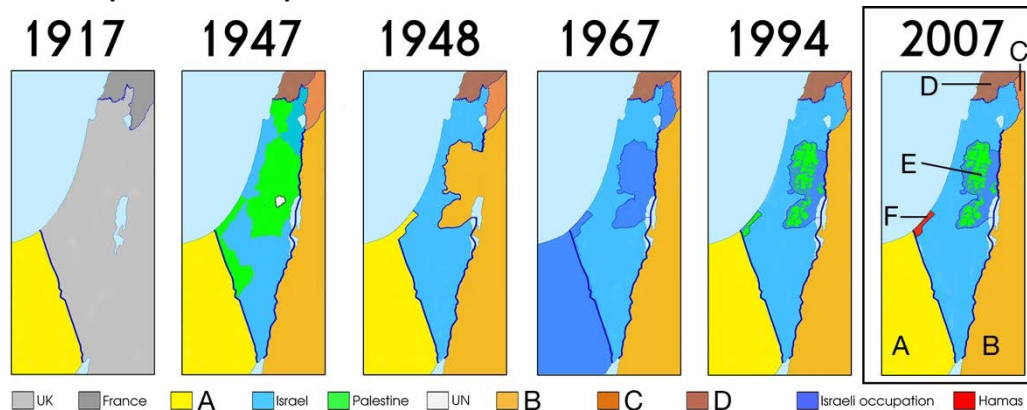 1917 1947 1948 1967 1994 2007
C
D
E
F
A B
UK France A Israel Palestine UN B C D Israeli occupation Hamas